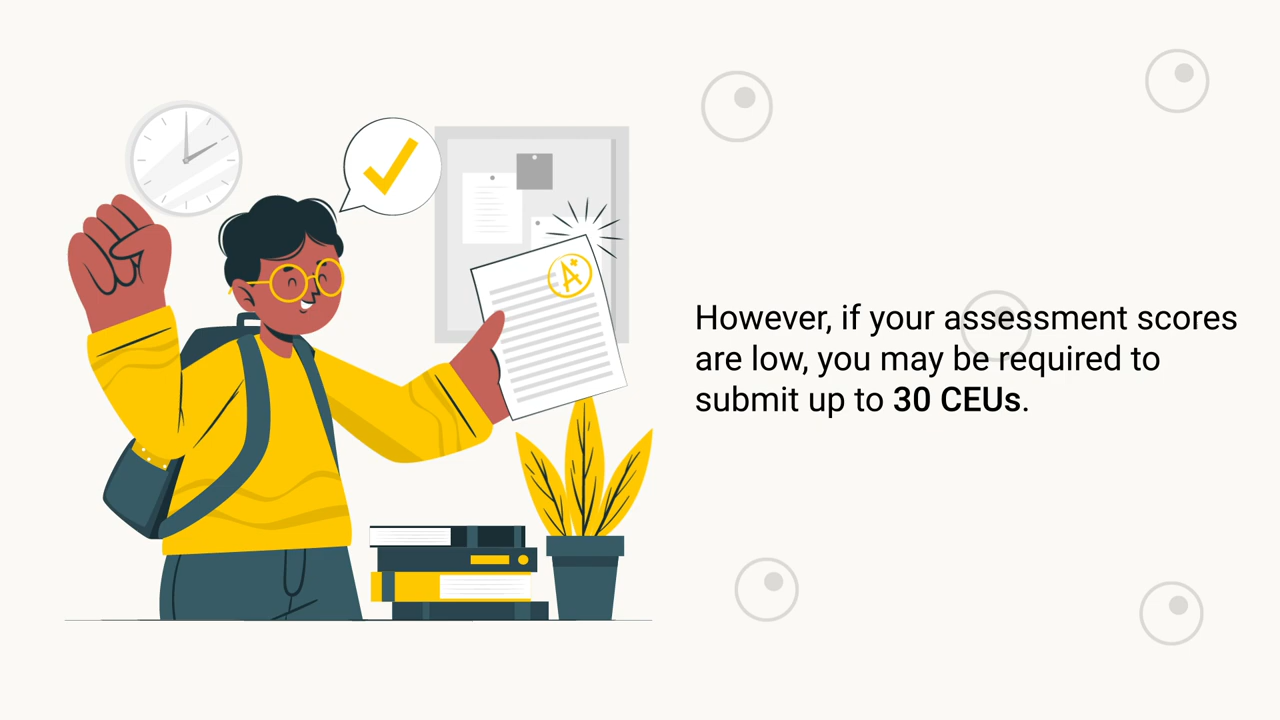 A+
However, if your assessment scores
are low, you may be required to
submit up to 30 CEUs.